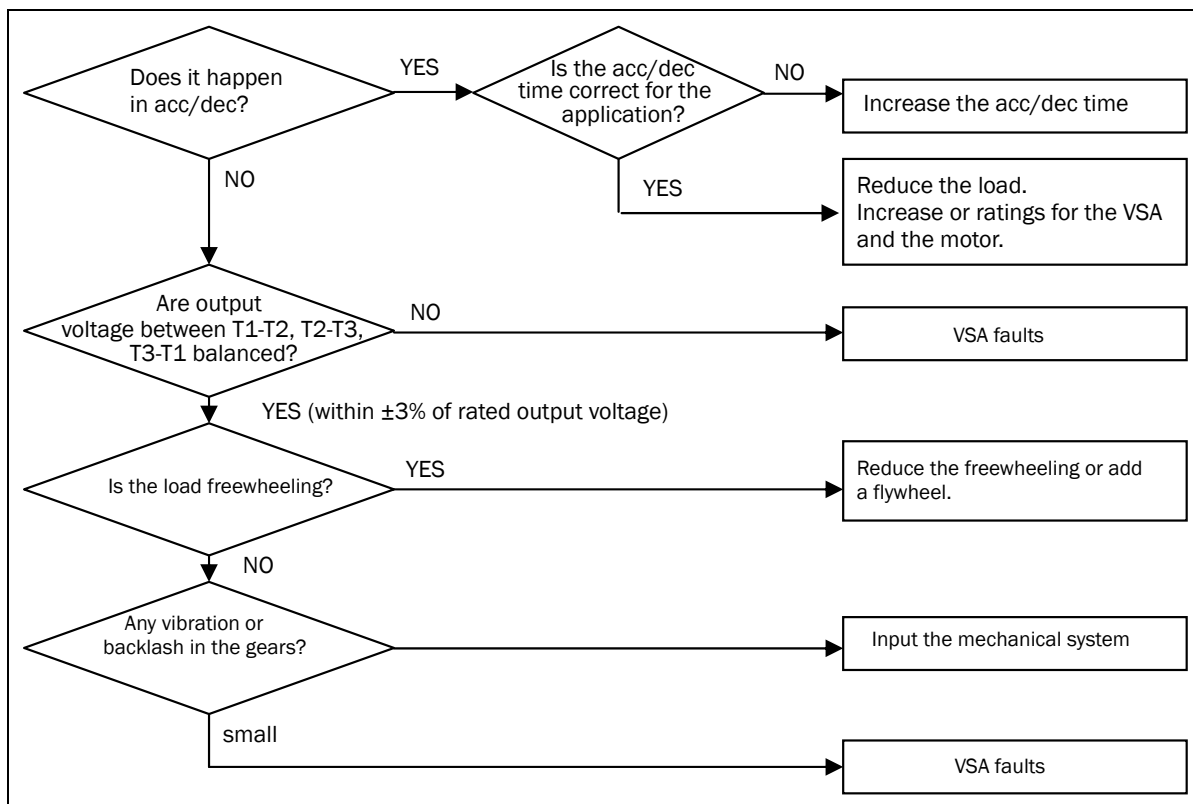 Does it happen
in acc/dec?
YES
Is the acc/dec
time correct for the
application?
NO
Increase the acc/dec time
NO
YES
Reduce the load.
Increase or ratings for the VSA
and the motor.
Are output
voltage between T1-T2, T2-T3,
T3-T1 balanced?
NO
VSA faults
YES (within ±3% of rated output voltage)
Is the load freewheeling?
YES
Reduce the freewheeling or add
a flywheel.
NO
Any vibration or
backlash in the gears?
Input the mechanical system
small
VSA faults